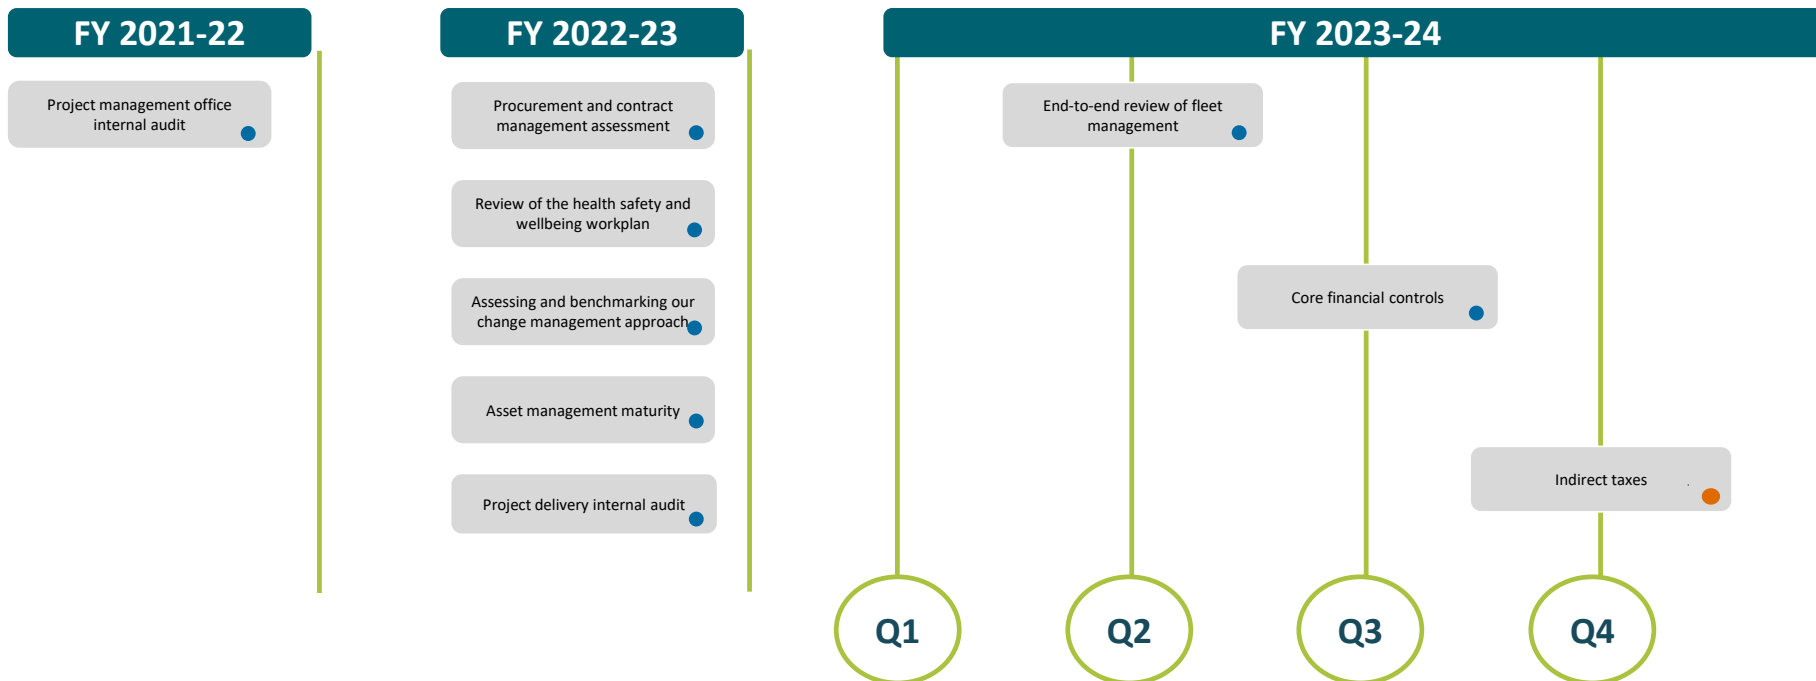 FY 2021-22
Project management office
internal audit
FY 2022-23
Procurement and contract
management assessment
Review of the health safety and
wellbeing workplan
Assessing and benchmarking our
change management approach
Asset management maturity
Project delivery internal audit
FY 2023-24
End-to-end review of fleet
management
Core financial controls
Indirect taxes .
Q1
Q2
Q3
Q4